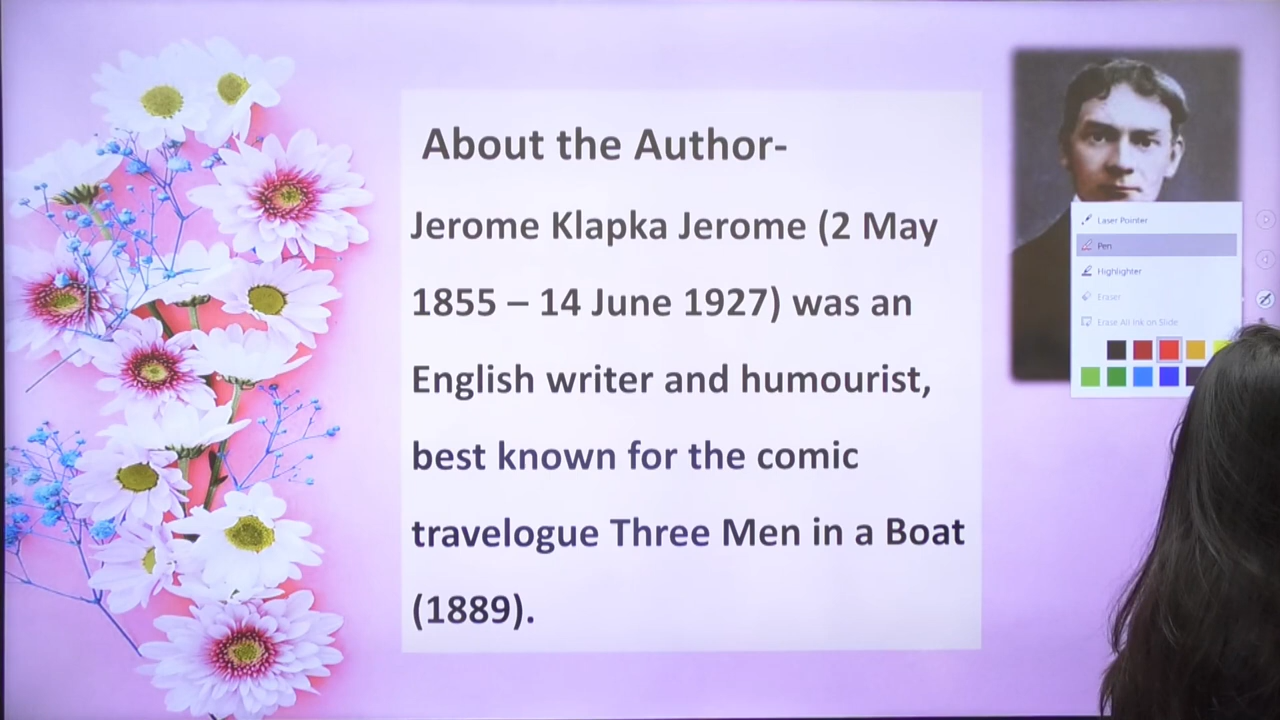 About the Author-
Jerome Klapka Jerome (2 May
1855 – 14 June 1927) was an
English writer and humourist,
best known for the comic
travelogue Three Men in a Boat
(1889).
Laser Pointer
Pen
Highlighter
Eraser
Erase All Ink on Slide